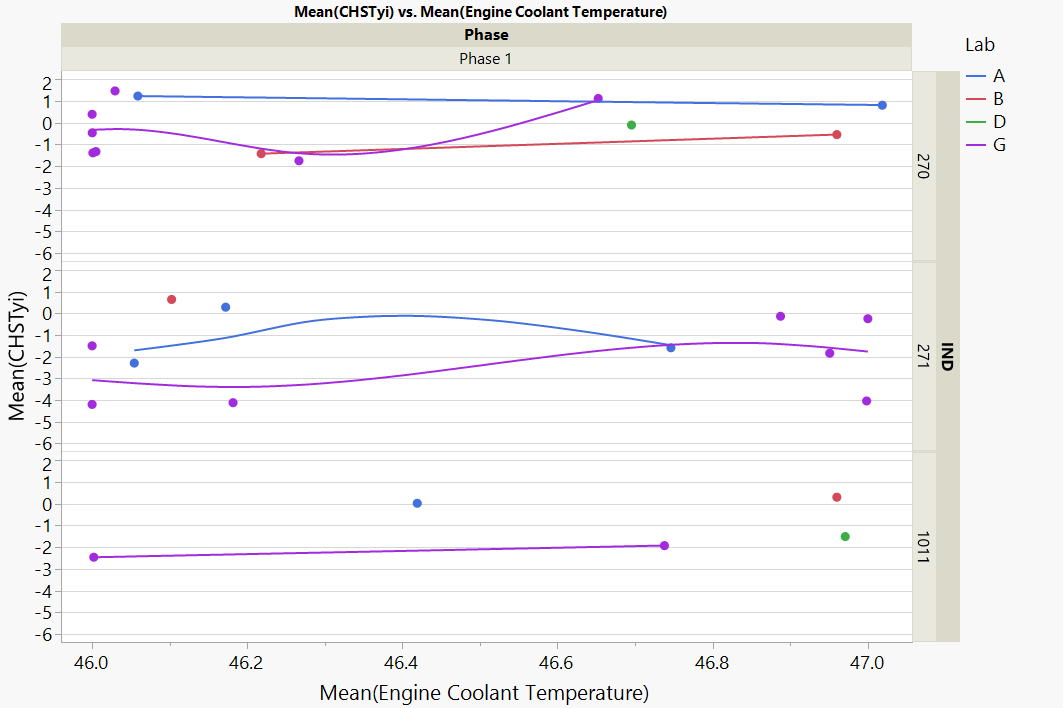 Mean(CHSTyi) vs. Mean(Engine Coolant Temperature)
Phase
Phase 1
Lab
A
B
D
G
2
1
0
-1
-2
-3
-4
-5
-6
270
2
1
0
-1
-2
-3
-4
-5
-6
271
2
1
0
-1
-2
-3
-4
-5
-6
1011
IND
Mean(CHSTyi)
46.0 46.2 46.4 46.6 46.8 47.0
Mean(Engine Coolant Temperature)